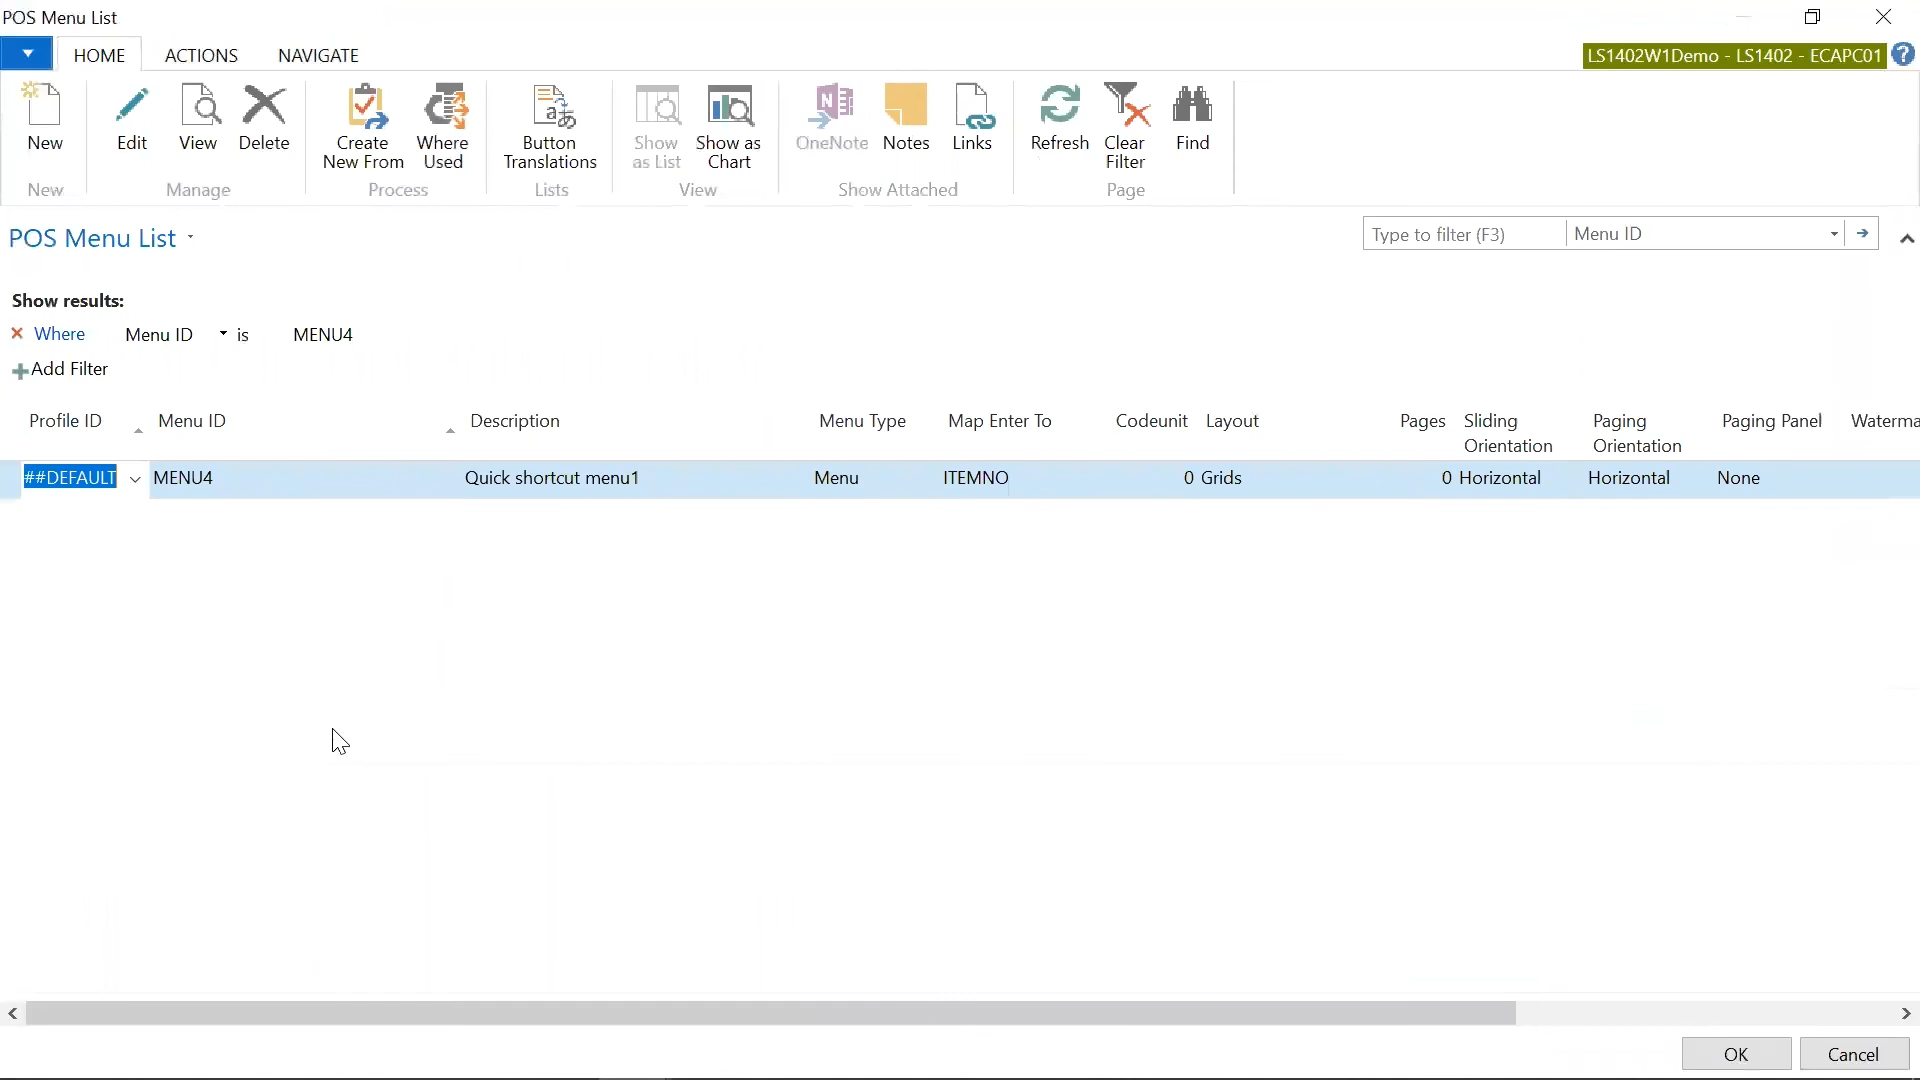 POS Menu List
HOME ACTIONS NAVIGATE
LS1402W1Demo - LS1402 - ECAPC01
New Edit View Delete Create New From Where Used Button Translations Show as List Show as Chart OneNote Notes Links Refresh Clear Filter Find
New Manage Process Lists View Show Attached Page
POS Menu List
Type to filter (F3) Menu ID
Show results:
Where Menu ID is MENU4
Add Filter
Profile ID Menu ID Description Menu Type Map Enter To Codeunit Layout Pages Sliding Orientation Paging Orientation Paging Panel Waterma
##DEFAULT MENU4 Quick shortcut menu1 Menu ITEMNO 0 Grids 0 Horizontal Horizontal None
OK Cancel